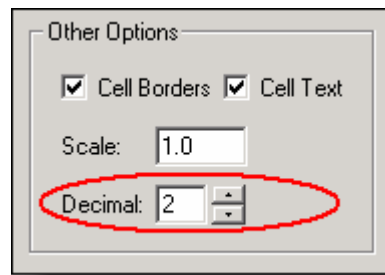 Other Options
Cell Borders Cell Text
Scale: 1.0
Decimal: 2